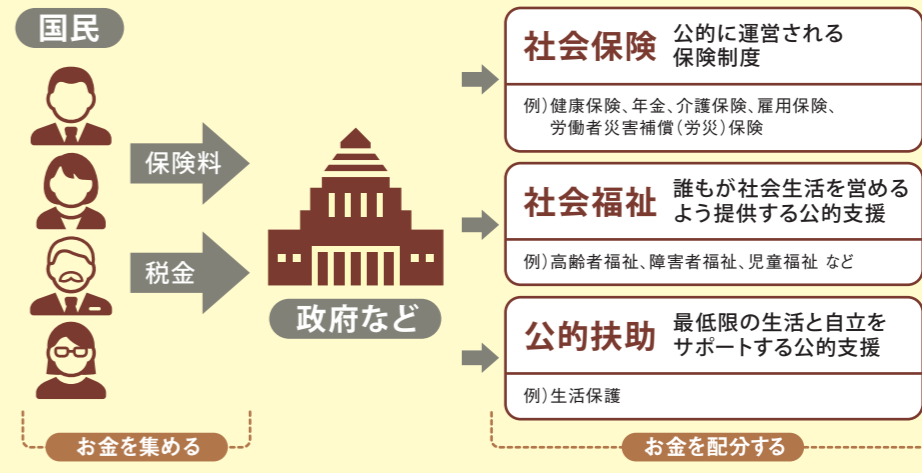 国民
保険料
税金
政府など
お金を集める
社会保険
公的に運営される
保険制度
例)健康保険、年金、介護保険、雇用保険、
労働者災害補償(労災)保険
社会福祉
誰もが社会生活を営める
よう提供する公的支援
例)高齢者福祉、障害者福祉、児童福祉 など
公的扶助
最低限の生活と自立を
サポートする公的支援
例)生活保護
お金を配分する